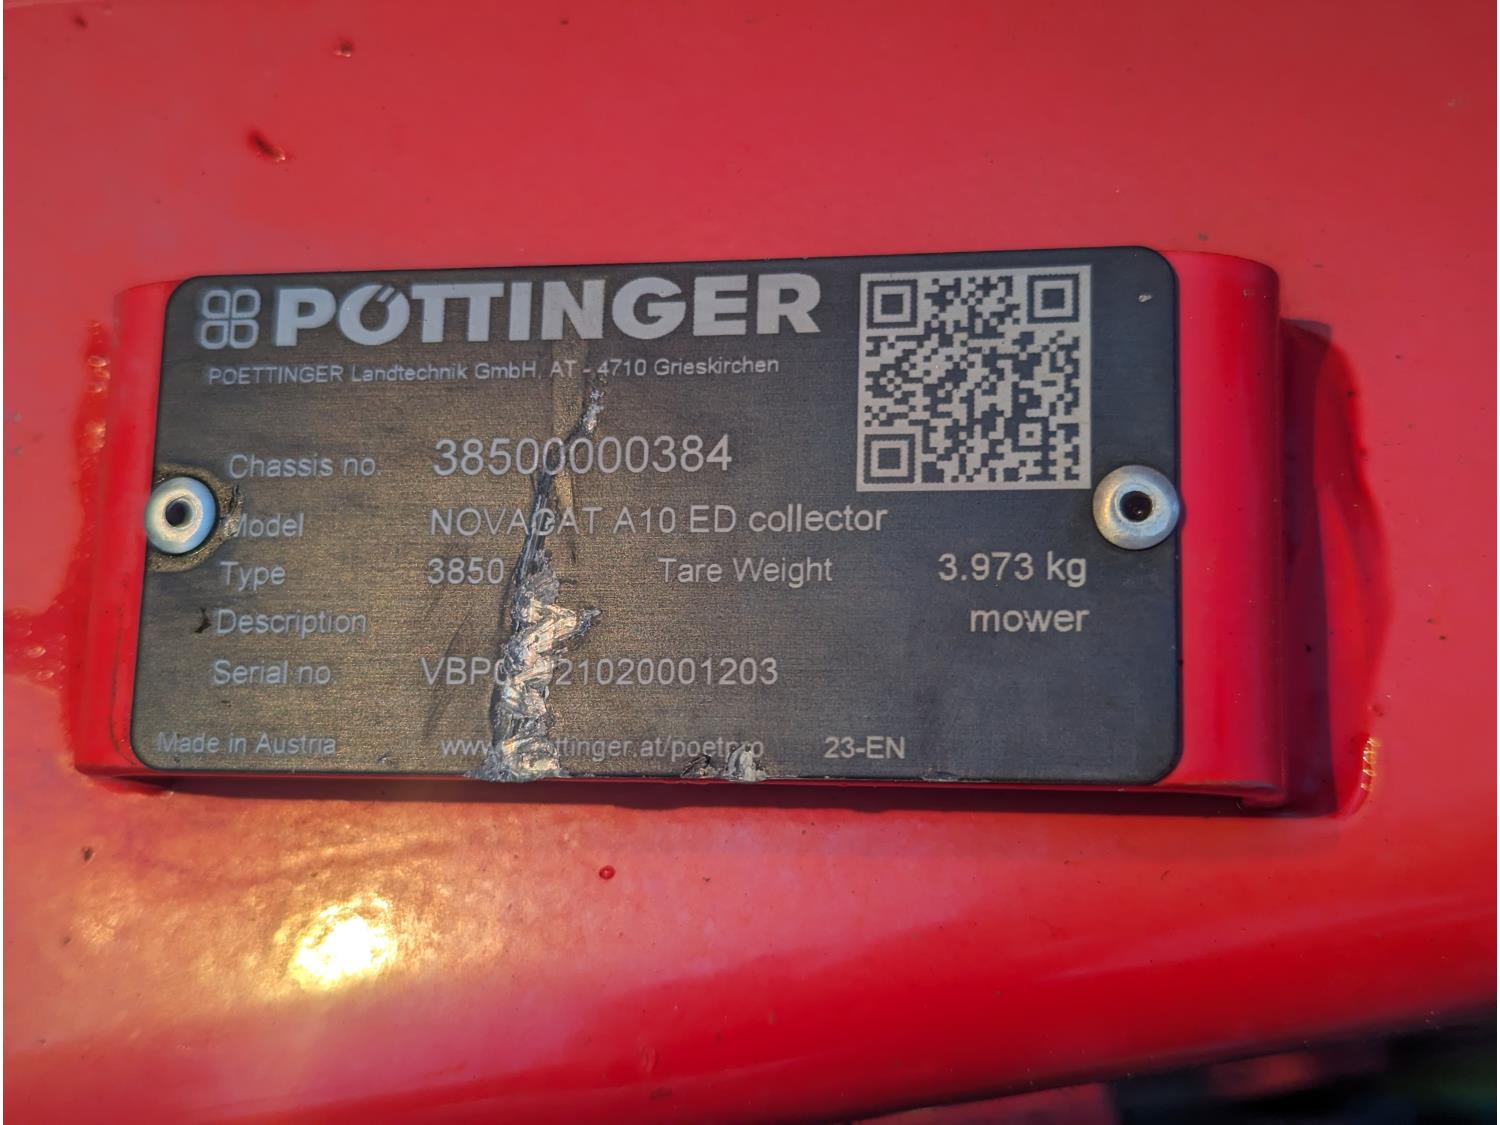 PÖTTINGER
POETTINGER Landtechnik GmbH, AT - 4710 Grieskirchen
Chassis no. 38500000384
Model NOVACAT A10 ED collector
Type 3850 Tare Weight 3.973 kg
Description mower
Serial no.
Made in Austria 23-EN